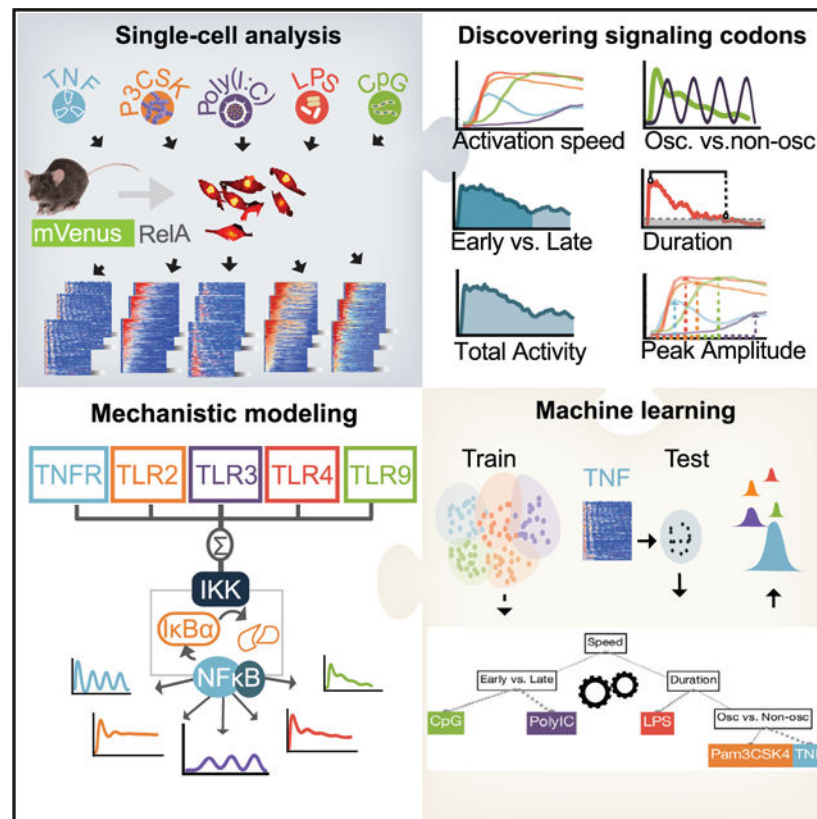 Single-cell analysis
TNF
P3CSK
Poly(I:C)
LPS
CpG
mVenus RelA
Discovering signaling codons
Activation speed
Osc. vs.non-osc
Early vs. Late
Duration
Total Activity
Peak Amplitude
Mechanistic modeling
TNFR TLR2 TLR3 TLR4 TLR9
Σ
IKK
IκBα
NFκB
Machine learning
Train
TNF
Test
Speed
Early vs. Late
Duration
CpG
PolyIC
LPS
Osc vs. Non-osc
Pam3CSK4